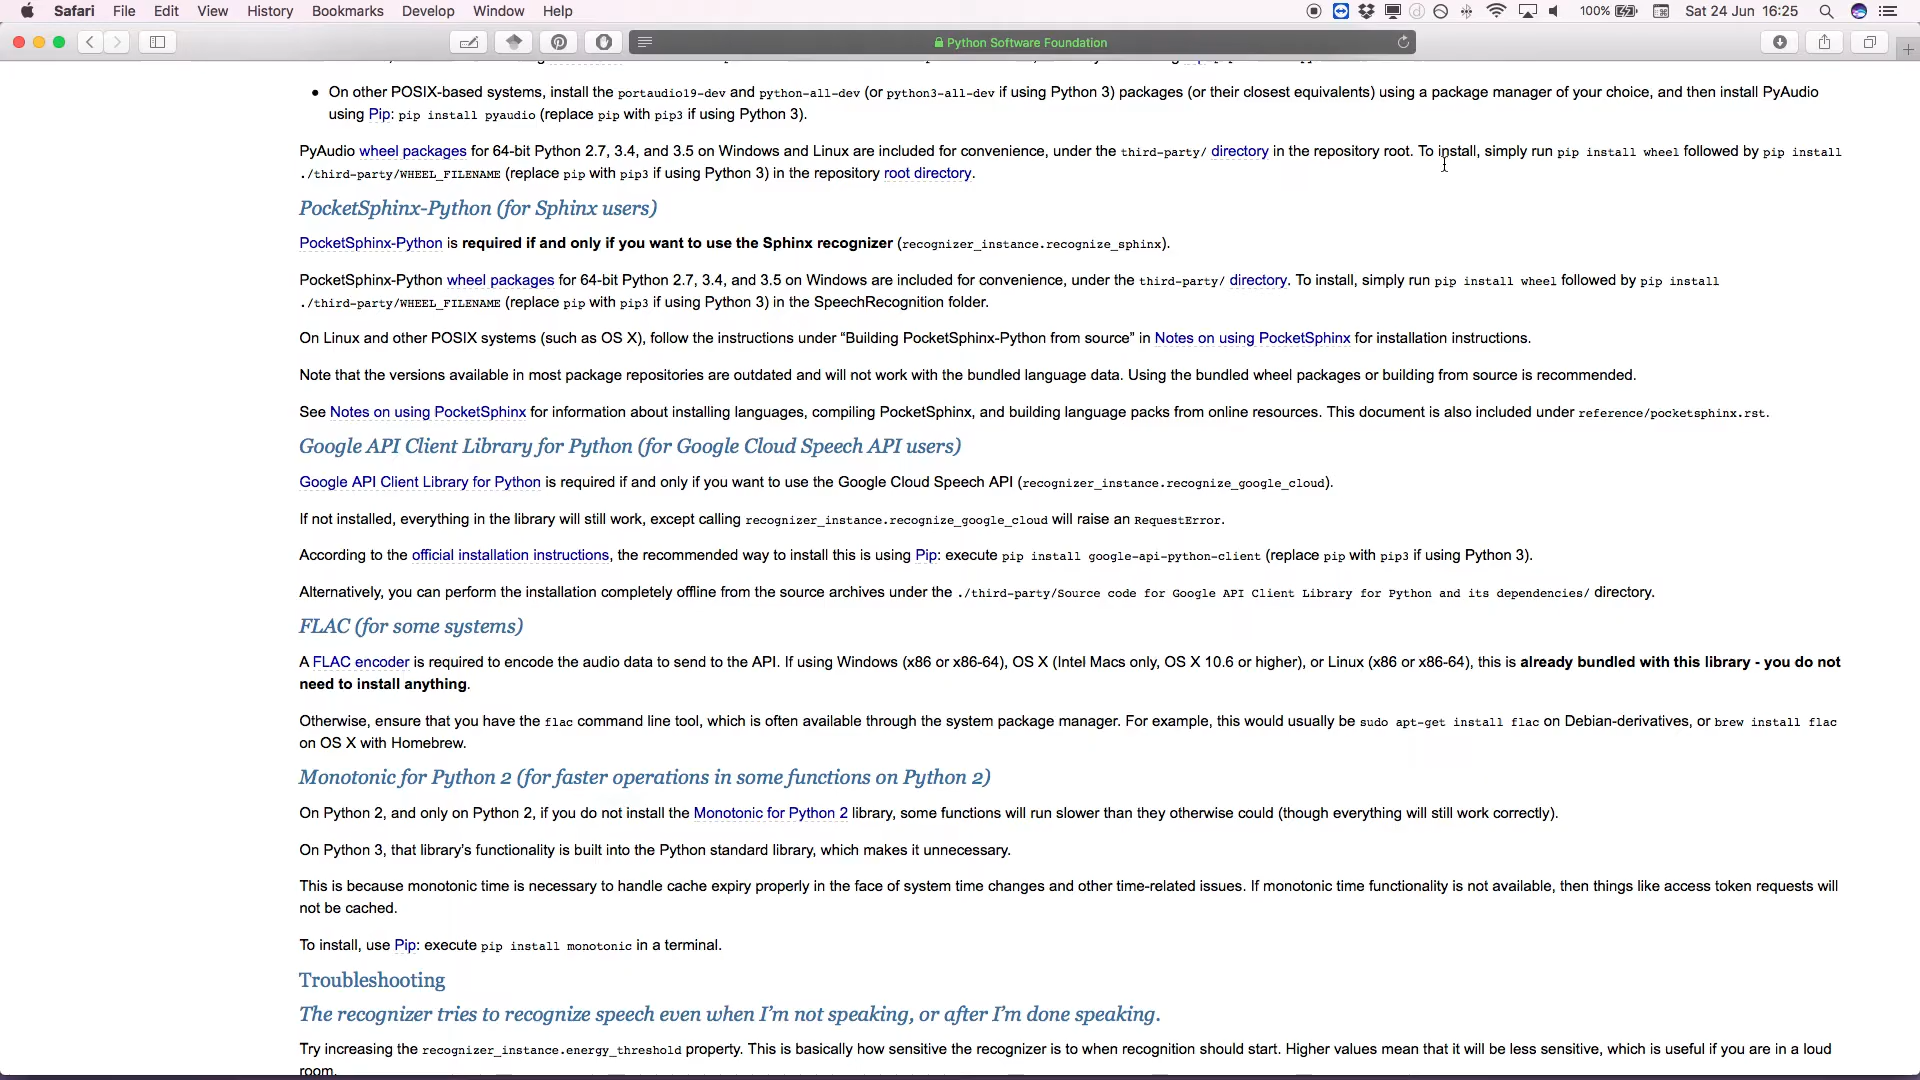 Safari File Edit View History Bookmarks Develop Window Help 100% Sat 24 Jun 16:25
Python Software Foundation
• On other POSIX-based systems, install the portaudio19-dev and python-all-dev (or python3-all-dev if using Python 3) packages (or their closest equivalents) using a package manager of your choice, and then install PyAudio
using Pip: pip install pyaudio (replace pip with pip3 if using Python 3).
PyAudio wheel packages for 64-bit Python 2.7, 3.4, and 3.5 on Windows and Linux are included for convenience, under the third-party/ directory in the repository root. To install, simply run pip install wheel followed by pip install
./third-party/WHEEL_FILENAME (replace pip with pip3 if using Python 3) in the repository root directory.
PocketSphinx-Python (for Sphinx users)
PocketSphinx-Python is required if and only if you want to use the Sphinx recognizer (recognizer_instance.recognize_sphinx).
PocketSphinx-Python wheel packages for 64-bit Python 2.7, 3.4, and 3.5 on Windows are included for convenience, under the third-party/ directory. To install, simply run pip install wheel followed by pip install
./third-party/WHEEL_FILENAME (replace pip with pip3 if using Python 3) in the SpeechRecognition folder.
On Linux and other POSIX systems (such as OS X), follow the instructions under “Building PocketSphinx-Python from source” in Notes on using PocketSphinx for installation instructions.
Note that the versions available in most package repositories are outdated and will not work with the bundled language data. Using the bundled wheel packages or building from source is recommended.
See Notes on using PocketSphinx for information about installing languages, compiling PocketSphinx, and building language packs from online resources. This document is also included under reference/pocketsphinx.rst.
Google API Client Library for Python (for Google Cloud Speech API users)
Google API Client Library for Python is required if and only if you want to use the Google Cloud Speech API (recognizer_instance.recognize_google_cloud).
If not installed, everything in the library will still work, except calling recognizer_instance.recognize_google_cloud will raise an RequestError.
According to the official installation instructions, the recommended way to install this is using Pip: execute pip install google-api-python-client (replace pip with pip3 if using Python 3).
Alternatively, you can perform the installation completely offline from the source archives under the ./third-party/Source code for Google API Client Library for Python and its dependencies/ directory.
FLAC (for some systems)
A FLAC encoder is required to encode the audio data to send to the API. If using Windows (x86 or x86-64), OS X (Intel Macs only, OS X 10.6 or higher), or Linux (x86 or x86-64), this is already bundled with this library - you do not
need to install anything.
Otherwise, ensure that you have the flac command line tool, which is often available through the system package manager. For example, this would usually be sudo apt-get install flac on Debian-derivatives, or brew install flac
on OS X with Homebrew.
Monotonic for Python 2 (for faster operations in some functions on Python 2)
On Python 2, and only on Python 2, if you do not install the Monotonic for Python 2 library, some functions will run slower than they otherwise could (though everything will still work correctly).
On Python 3, that library’s functionality is built into the Python standard library, which makes it unnecessary.
This is because monotonic time is necessary to handle cache expiry properly in the face of system time changes and other time-related issues. If monotonic time functionality is not available, then things like access token requests will
not be cached.
To install, use Pip: execute pip install monotonic in a terminal.
Troubleshooting
The recognizer tries to recognize speech even when I’m not speaking, or after I’m done speaking.
Try increasing the recognizer_instance.energy_threshold property. This is basically how sensitive the recognizer is to when recognition should start. Higher values mean that it will be less sensitive, which is useful if you are in a loud
room.